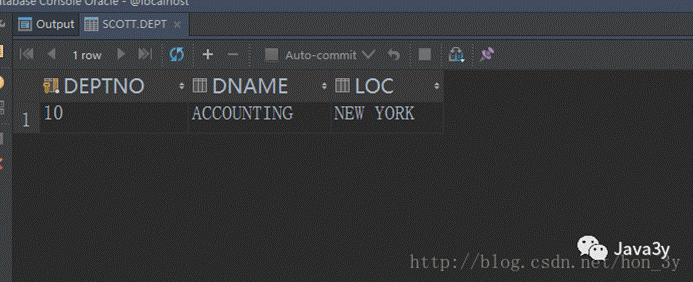 Database Console Oracle - @localhost
Output SCOTT.DEPT
1 row Auto-commit
DEPTNO DNAME LOC
1 10 ACCOUNTING NEW YORK
Java3y
http://blog.csdn.net/hon_3y